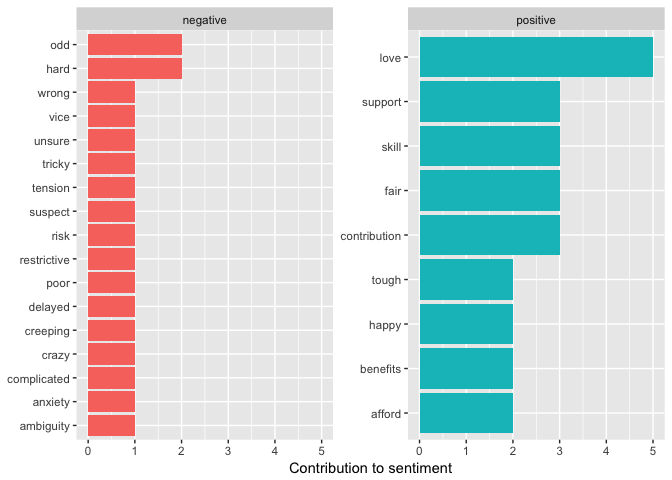 negative
odd
hard
wrong
vice
unsure
tricky
tension
suspect
risk
restrictive
poor
delayed
creeping
crazy
complicated
anxiety
ambiguity
0 1 2 3 4 5
positive
love
support
skill
fair
contribution
tough
happy
benefits
afford
0 1 2 3 4 5
Contribution to sentiment